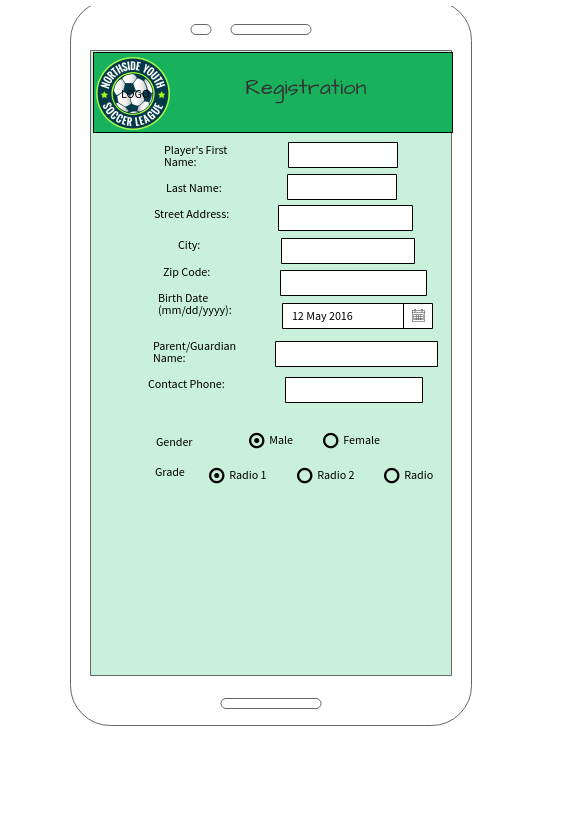 NORTHSIDE YOUTH
LOGO
SOCCER LEAGUE
Registration
Player's First
Name:
Last Name:
Street Address:
City:
Zip Code:
Birth Date
(mm/dd/yyyy):
12 May 2016
Parent/Guardian
Name:
Contact Phone:
Gender Male Female
Grade Radio 1 Radio 2 Radio